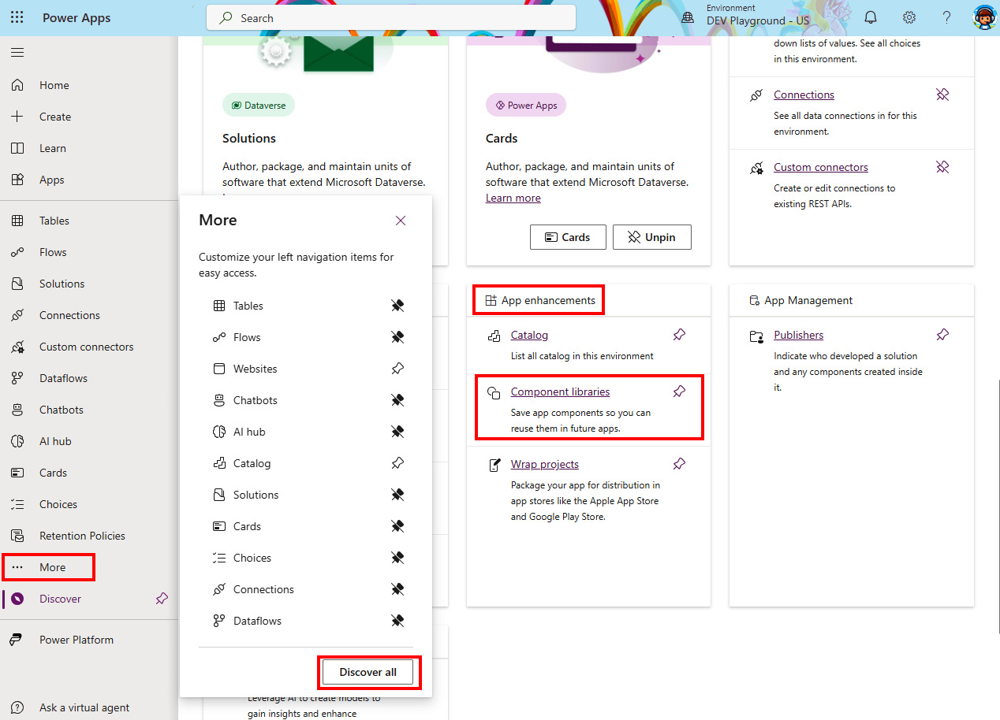 Power Apps
Search
Environment
DEV Playground - US
Home
Create
Learn
Apps
Tables
Flows
Solutions
Connections
Custom connectors
Dataflows
Chatbots
AI hub
Cards
Choices
Retention Policies
More
Discover
Power Platform
Ask a virtual agent
Dataverse
Solutions
Author, package, and maintain units of
software that extend Microsoft Dataverse.
More
Customize your left navigation items for
easy access.
Tables
Flows
Websites
Chatbots
AI hub
Catalog
Solutions
Cards
Choices
Connections
Dataflows
Discover all
Leverage AI to create models to
gain insights and enhance
Power Apps
Cards
Author, package, and maintain units of
software that extend Microsoft Dataverse.
Learn more
Cards
Unpin
App enhancements
Catalog
List all catalog in this environment
Component libraries
Save app components so you can
reuse them in future apps.
Wrap projects
Package your app for distribution in
app stores like the Apple App Store
and Google Play Store.
down lists of values. See all choices
in this environment.
Connections
See all data connections in for this
environment.
Custom connectors
Create or edit connections to
existing REST APIs.
App Management
Publishers
Indicate who developed a solution
and any components created inside
it.